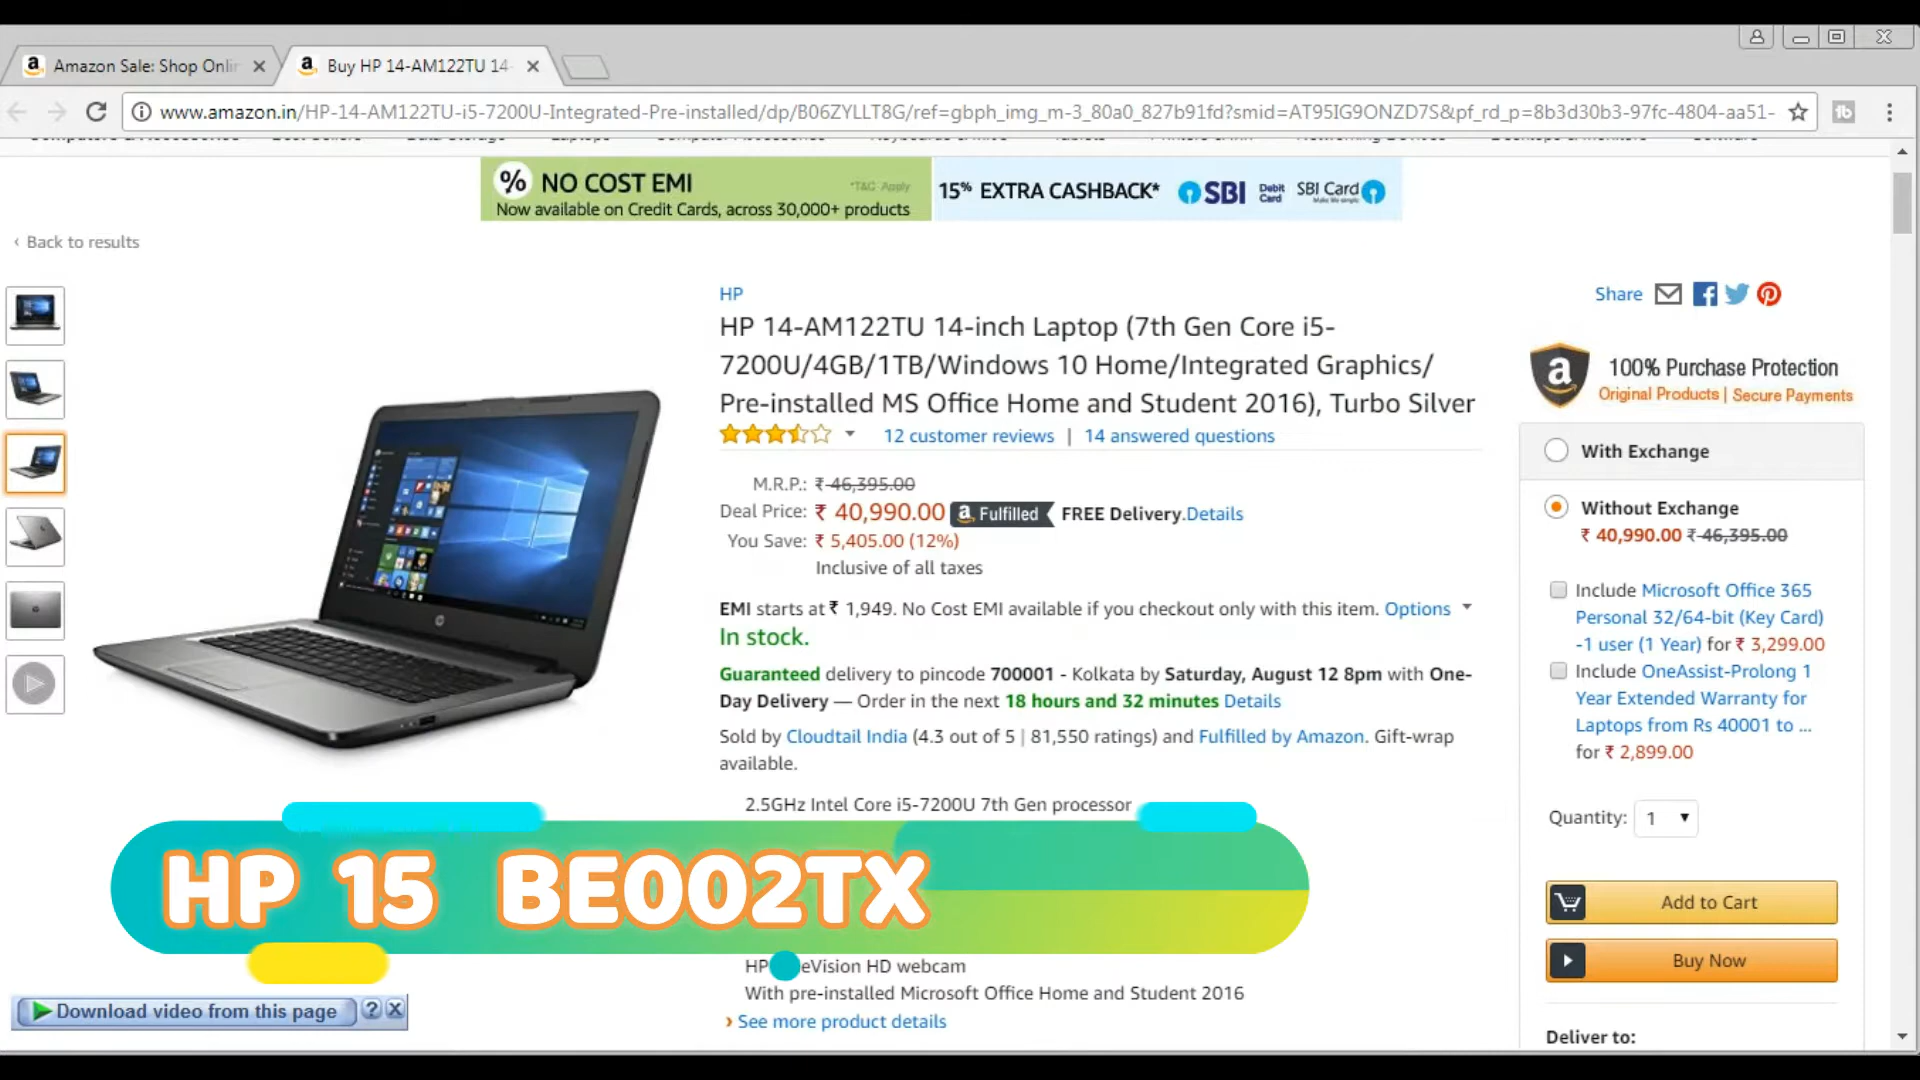 Amazon Sale: Shop Onli
Buy HP 14-AM122TU 14-
www.amazon.in/HP-14-AM122TU-i5-7200U-Integrated-Pre-installed/dp/B06ZYLLT8G/ref=gbph_img_m-3_80a0_827b91fd?smid=AT95IG9ONZD7S&pf_rd_p=8b3d30b3-97fc-4804-aa51-
% NO COST EMI *T&C Apply
Now available on Credit Cards, across 30,000+ products
15% EXTRA CASHBACK* SBI Debit Card SBI Card
Make life simple
‹ Back to results
HP
HP 14-AM122TU 14-inch Laptop (7th Gen Core i5-
7200U/4GB/1TB/Windows 10 Home/Integrated Graphics/
Pre-installed MS Office Home and Student 2016), Turbo Silver
12 customer reviews | 14 answered questions
M.R.P.: ₹ 46,395.00
Deal Price: ₹ 40,990.00 a Fulfilled FREE Delivery.Details
You Save: ₹ 5,405.00 (12%)
Inclusive of all taxes
EMI starts at ₹ 1,949. No Cost EMI available if you checkout only with this item. Options
In stock.
Guaranteed delivery to pincode 700001 - Kolkata by Saturday, August 12 8pm with One-
Day Delivery — Order in the next 18 hours and 32 minutes Details
Sold by Cloudtail India (4.3 out of 5 | 81,550 ratings) and Fulfilled by Amazon. Gift-wrap
available.
2.5GHz Intel Core i5-7200U 7th Gen processor
HP 15 BE002TX
HP eVision HD webcam
With pre-installed Microsoft Office Home and Student 2016
› See more product details
Download video from this page ? X
Share
100% Purchase Protection
Original Products | Secure Payments
With Exchange
Without Exchange
₹ 40,990.00 ₹ 46,395.00
Include Microsoft Office 365
Personal 32/64-bit (Key Card)
-1 user (1 Year) for ₹ 3,299.00
Include OneAssist-Prolong 1
Year Extended Warranty for
Laptops from Rs 40001 to ...
for ₹ 2,899.00
Quantity: 1
Add to Cart
Buy Now
Deliver to: